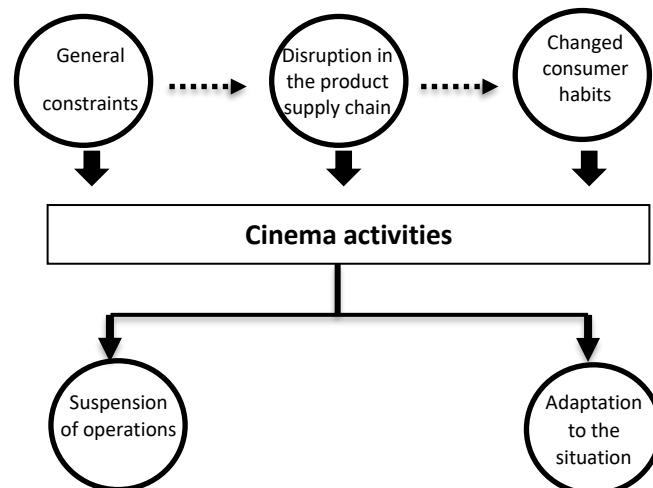 General
constraints
Disruption in
the product
supply chain
Changed
consumer
habits
Cinema activities
Suspension
of operations
Adaptation
to the
situation